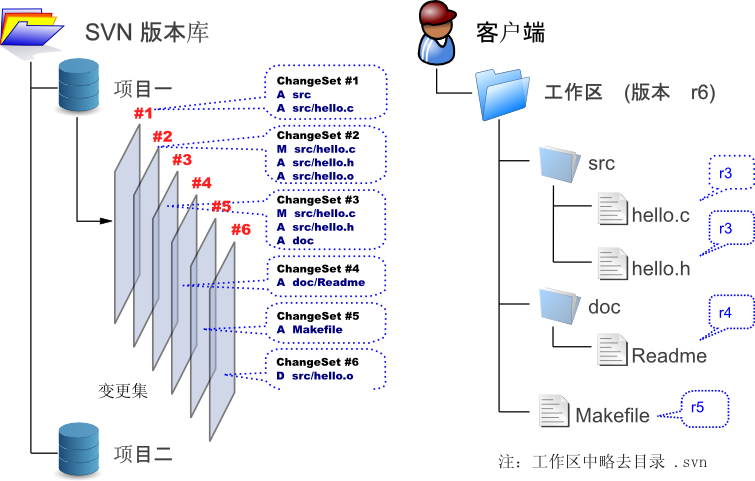 SVN 版本库
项目一
#1
#2
#3
#4
#5
#6
ChangeSet #1
A src
A src/hello.c
ChangeSet #2
M src/hello.c
A src/hello.h
A src/hello.o
ChangeSet #3
M src/hello.c
A src/hello.h
A doc
ChangeSet #4
A doc/Readme
ChangeSet #5
A Makefile
ChangeSet #6
D src/hello.o
变更集
项目二
客户端
工作区 (版本 r6)
src
hello.c
r3
hello.h
r3
doc
Readme
r4
Makefile
r5
注: 工作区中略去目录 .svn